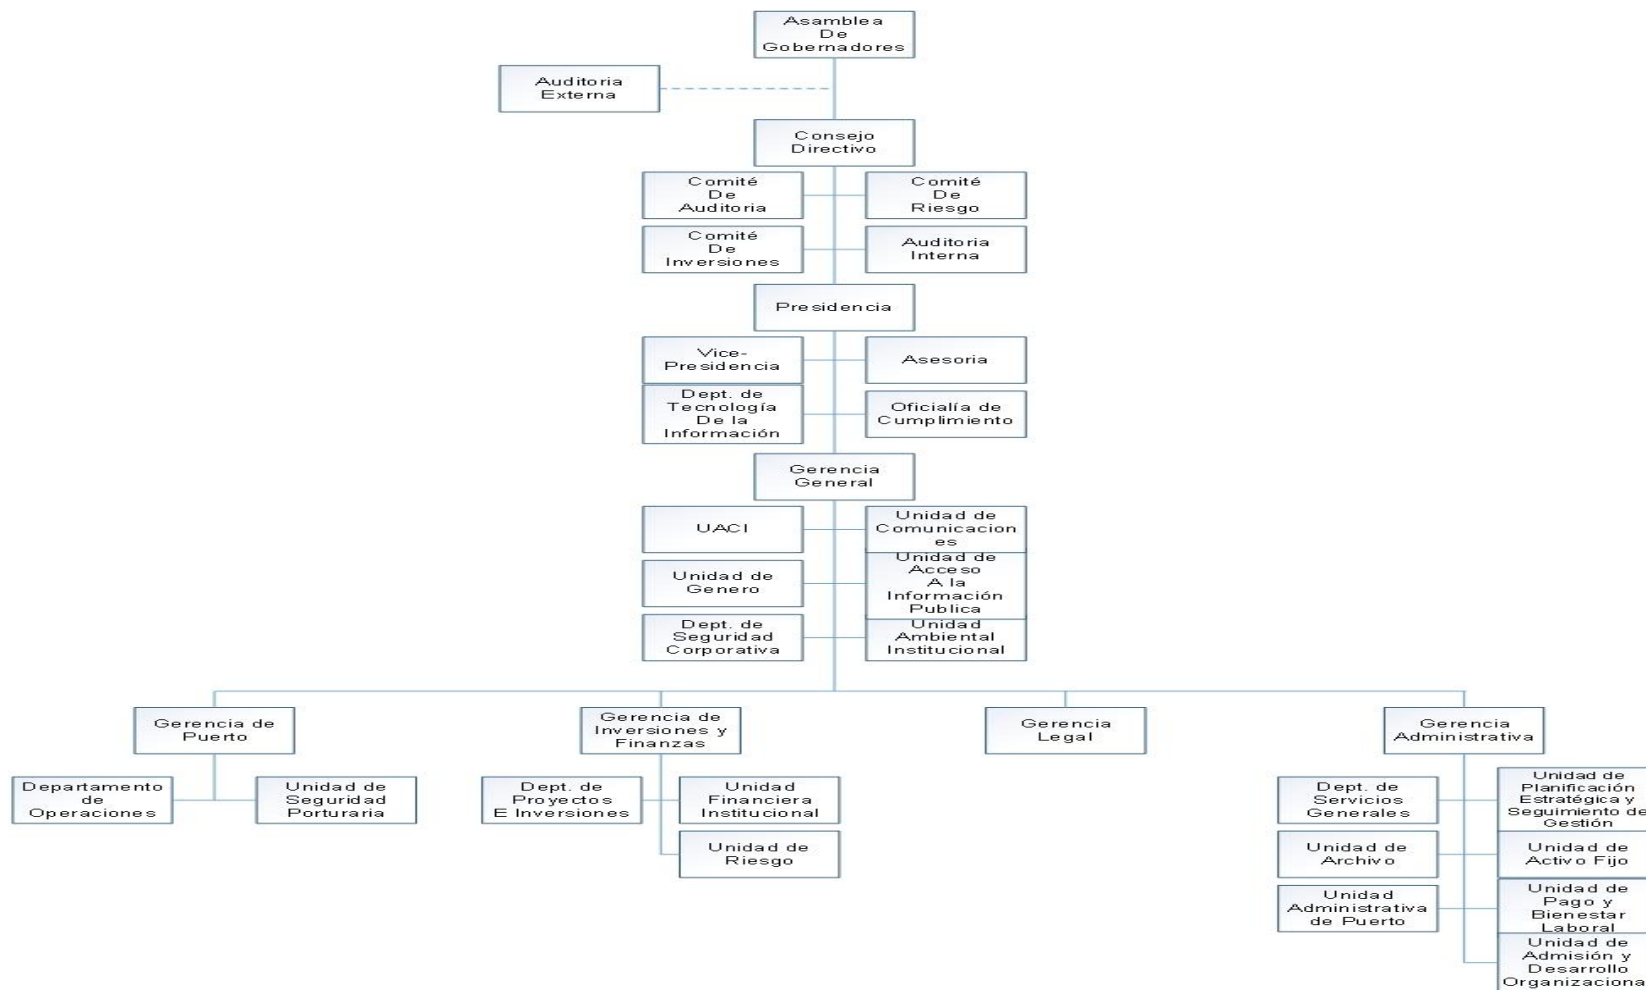 Asamblea
De
Gobernadores
Auditoria
Externa
Consejo
Directivo
Comité
De
Auditoria
Comité
De
Riesgo
Comité
De
Inversiones
Auditoria
Interna
Presidencia
Vice-
Presidencia
Asesoria
Dept. de
Tecnología
De la
Información
Oficialía de
Cumplimiento
Gerencia
General
UACI
Unidad de
Comunicacion
es
Unidad de
Genero
Unidad de
Acceso
A la
Información
Publica
Dept. de
Seguridad
Corporativa
Unidad
Ambiental
Institucional
Gerencia de
Puerto
Gerencia de
Inversiones y
Finanzas
Gerencia
Legal
Gerencia
Administrativa
Departamento
de
Operaciones
Unidad de
Seguridad
Porturaria
Dept. de
Proyectos
E Inversiones
Unidad
Financiera
Institucional
Unidad de
Riesgo
Dept. de
Servicios
Generales
Unidad de
Planificación
Estratégica y
Seguimiento de
Gestión
Unidad de
Archivo
Unidad de
Activo Fijo
Unidad
Administrativa
de Puerto
Unidad de
Pago y
Bienestar
Laboral
Unidad de
Admisión y
Desarrollo
Organizacional